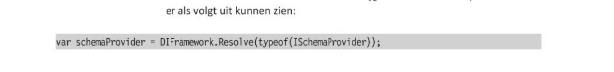 er als volgt uit kunnen zien:
var schemaProvider = DIFramework.Resolve(typeof(ISchemaProvider));